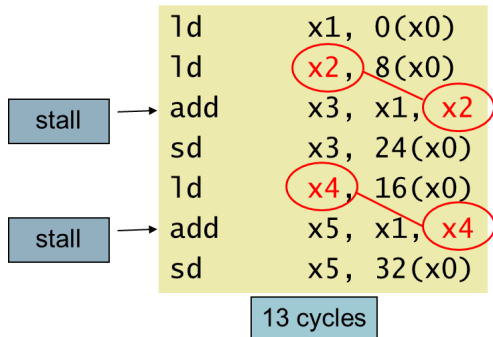 ld x1, 0(x0)
ld x2, 8(x0)
stall add x3, x1, x2
sd x3, 24(x0)
ld x4, 16(x0)
stall add x5, x1, x4
sd x5, 32(x0)
13 cycles